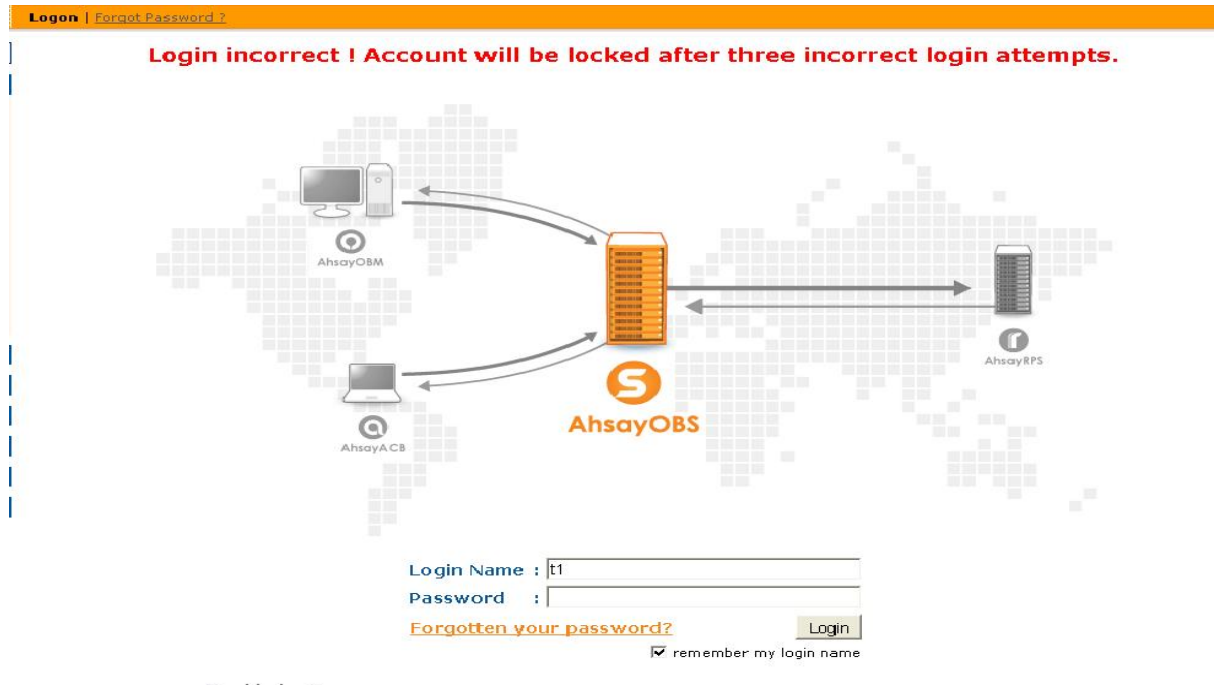 Logon | Forgot Password ?
Login incorrect ! Account will be locked after three incorrect login attempts.
AhsayOBM
AhsayRPS
AhsayOBS
AhsayACB
Login Name : t1
Password :
Forgotten your password? Login
remember my login name